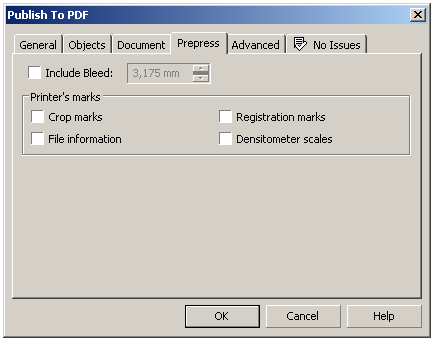 Publish To PDF
General Objects Document Prepress Advanced No Issues
Include Bleed: 3,175 mm
Printer's marks
Crop marks Registration marks
File information Densitometer scales
OK Cancel Help